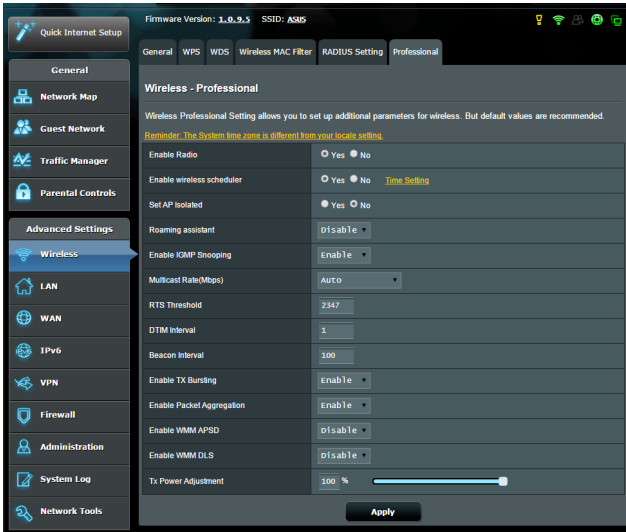 Quick Internet Setup
General
Network Map
Guest Network
Traffic Manager
Parental Controls
Advanced Settings
Wireless
LAN
WAN
IPv6
VPN
Firewall
Administration
System Log
Network Tools
Firmware Version: 1.0.9.5 SSID: ASUS
General WPS WDS Wireless MAC Filter RADIUS Setting Professional
Wireless - Professional
Wireless Professional Setting allows you to set up additional parameters for wireless. But default values are recommended.
Reminder: The System time zone is different from your locale setting.
Enable Radio Yes No
Enable wireless scheduler Yes No Time Setting
Set AP Isolated Yes No
Roaming assistant Disable
Enable IGMP Snooping Enable
Multicast Rate(Mbps) Auto
RTS Threshold 2347
DTIM Interval 1
Beacon Interval 100
Enable TX Bursting Enable
Enable Packet Aggregation Enable
Enable WMM APSD Disable
Enable WMM DLS Disable
Tx Power Adjustment 100 %
Apply